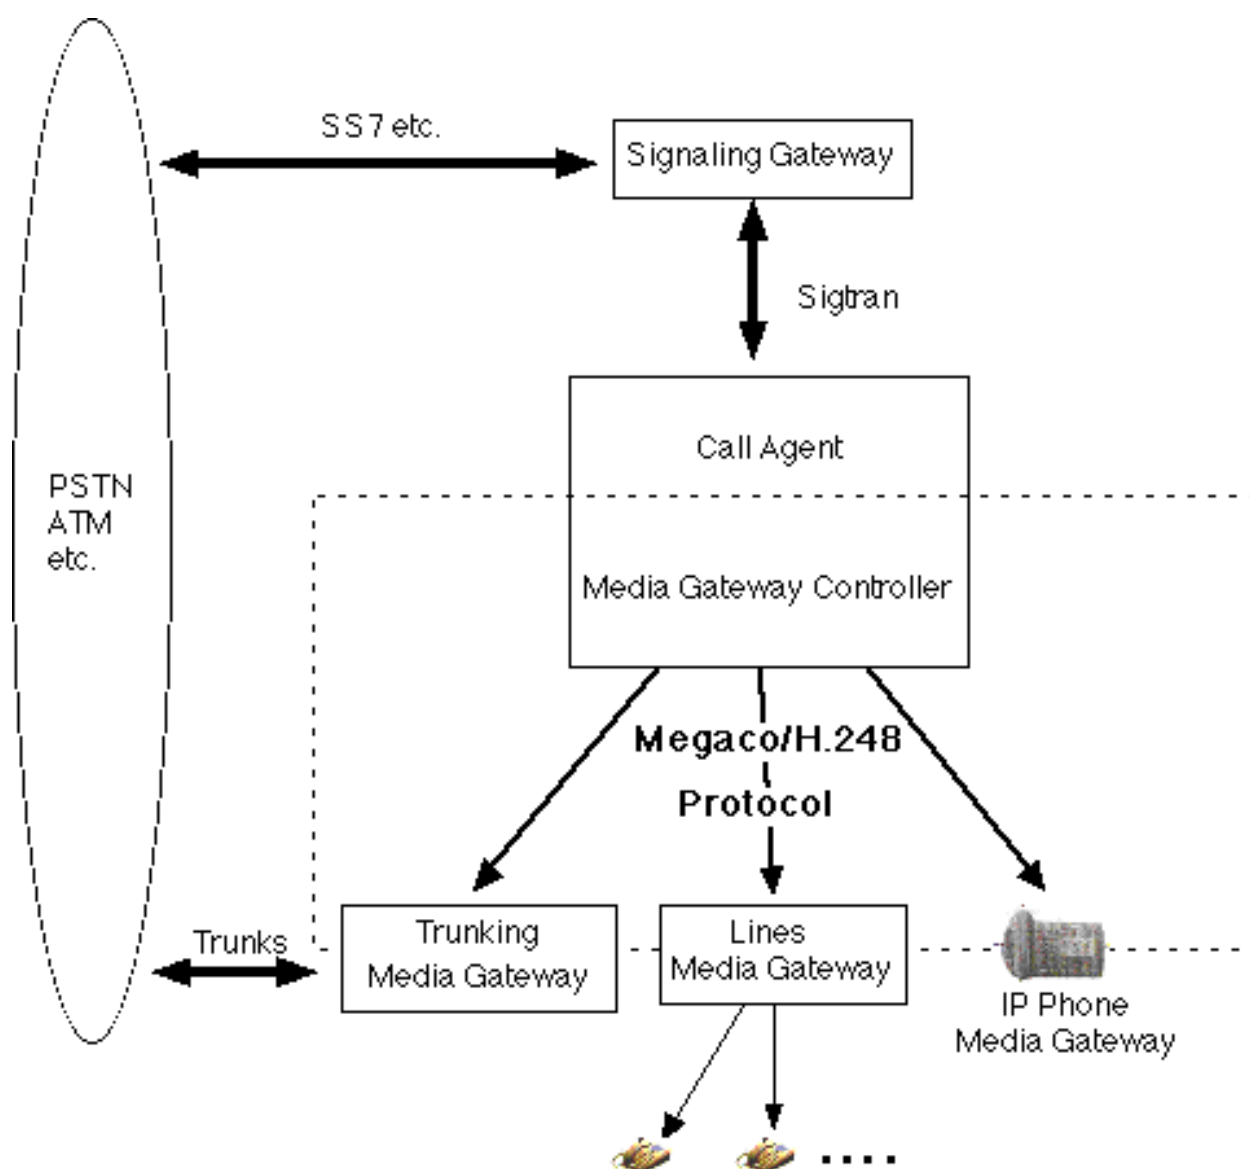 SS7 etc.
Signaling Gateway
Sigtran
Call Agent
PSTN
ATM
etc.
Media Gateway Controller
Megaco/H.248
Protocol
Trunks
Trunking
Media Gateway
Lines
Media Gateway
IP Phone
Media Gateway